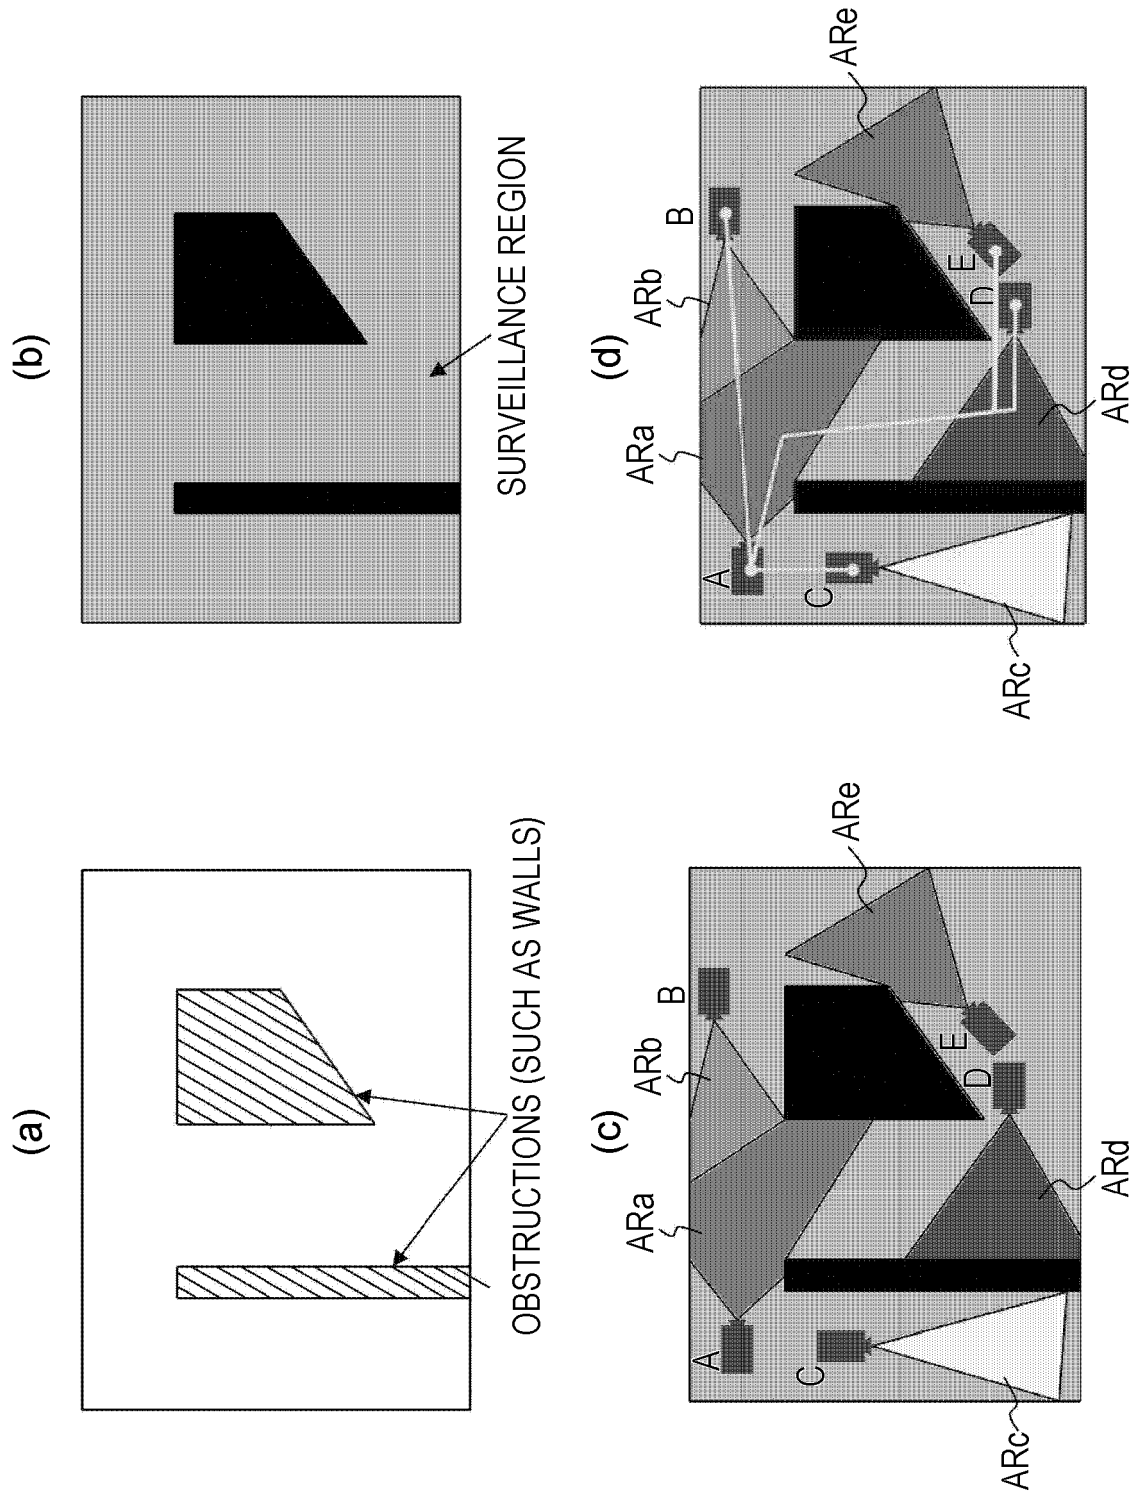 (a)
OBSTRUCTIONS (SUCH AS WALLS)
(b)
SURVEILLANCE REGION
(c)
ARa
ARb
B
ARe
A
C
D
E
ARc
ARd
(d)
ARa
ARb
B
ARe
A
C
D
E
ARc
ARd